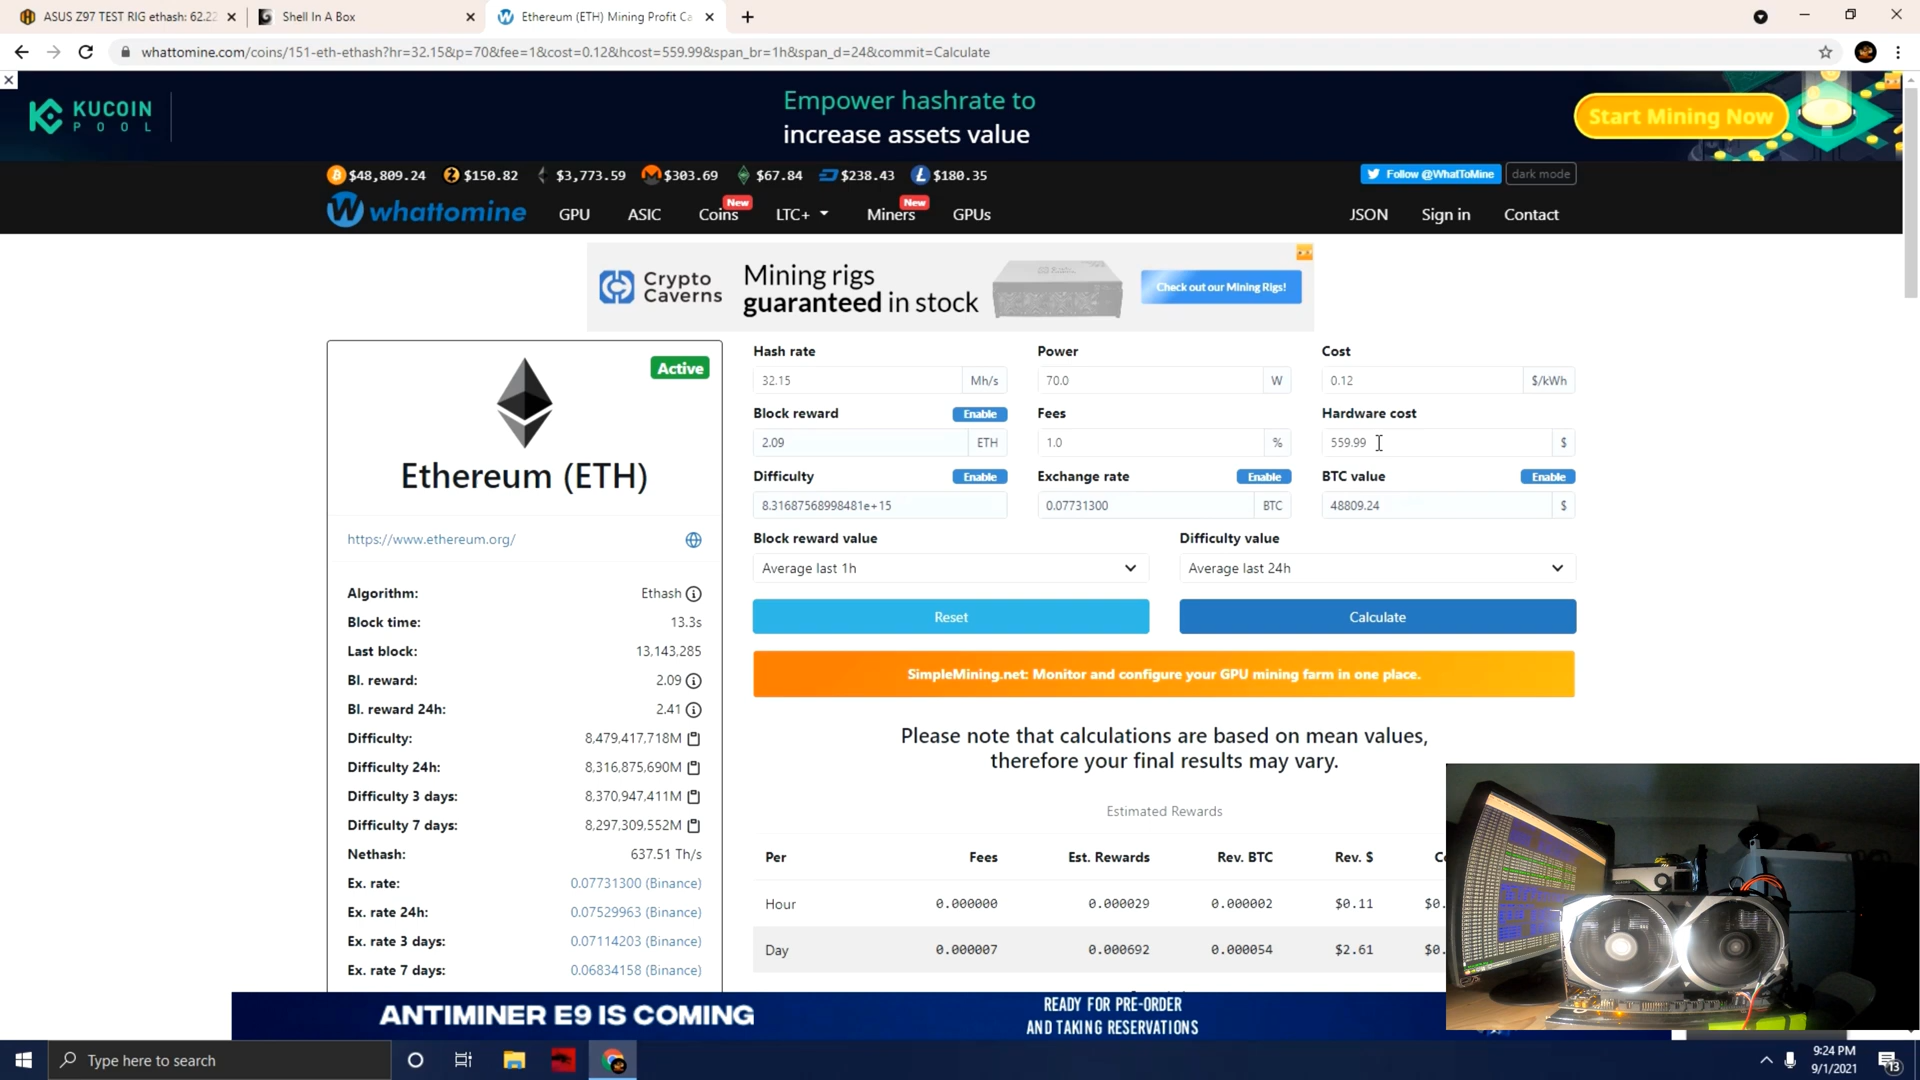 ASUS Z97 TEST RIG ethash: 62.22
Shell In A Box
Ethereum (ETH) Mining Profit Ca
whattomine.com/coins/151-eth-ethash?hr=32.15&p=70&fee=1&cost=0.12&hcost=559.99&span_br=1h&span_d=24&commit=Calculate
KUCOIN
POOL
Empower hashrate to
increase assets value
Start Mining Now
$48,809.24 $150.82 $3,773.59 $303.69 $67.84 $238.43 $180.35
Follow @WhatToMine
dark mode
whattomine
GPU
ASIC
Coins New
LTC+
Miners New
GPUs
JSON
Sign in
Contact
Crypto
Caverns
Mining rigs
guaranteed in stock
Check out our Mining Rigs!
Active
Ethereum (ETH)
https://www.ethereum.org/
Algorithm: Ethash
Block time: 13.3s
Last block: 13,143,285
Bl. reward: 2.09
Bl. reward 24h: 2.41
Difficulty: 8,479,417,718M
Difficulty 24h: 8,316,875,690M
Difficulty 3 days: 8,370,947,411M
Difficulty 7 days: 8,297,309,552M
Nethash: 637.51 Th/s
Ex. rate: 0.07731300 (Binance)
Ex. rate 24h: 0.07529963 (Binance)
Ex. rate 3 days: 0.07114203 (Binance)
Ex. rate 7 days: 0.06834158 (Binance)
Hash rate Power Cost
32.15 Mh/s 70.0 W 0.12 $/kWh
Block reward Enable Fees Hardware cost
2.09 ETH 1.0 % 559.99 $
Difficulty Enable Exchange rate Enable BTC value Enable
8.31687568998481e+15 0.07731300 BTC 48809.24 $
Block reward value Difficulty value
Average last 1h Average last 24h
Reset Calculate
SimpleMining.net: Monitor and configure your GPU mining farm in one place.
Please note that calculations are based on mean values,
therefore your final results may vary.
Estimated Rewards
Per Fees Est. Rewards Rev. BTC Rev. $
Hour 0.000000 0.000029 0.000002 $0.11 $0.
Day 0.000007 0.000692 0.000054 $2.61 $0.
ANTIMINER E9 IS COMING
READY FOR PRE-ORDER
AND TAKING RESERVATIONS
Type here to search
9:24 PM
9/1/2021
13